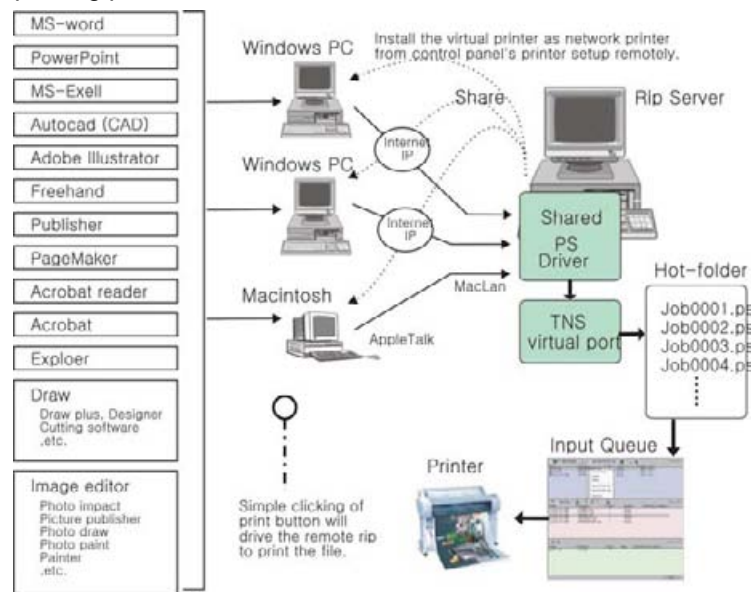 MS-word
PowerPoint
MS-Exell
Autocad (CAD)
Adobe Illustrator
Freehand
Publisher
PageMaker
Acrobat reader
Acrobat
Exploer
Draw
Draw plus, Designer
Cutting software
,etc.
Image editor
Photo impact
Picture publisher
Photo draw
Photo paint
Painter
,etc.
Windows PC
Windows PC
Macintosh
Install the virtual printer as network printer
from control panel's printer setup remotely.
Share
Internet
IP
Internet
IP
MacLan
AppleTalk
Rip Server
Shared
PS
Driver
TNS
virtual port
Hot-folder
Job0001.ps
Job0002.ps
Job0003.ps
Job0004.ps
Input Queue
Printer
Simple clicking of
print button will
drive the remote rip
to print the file.